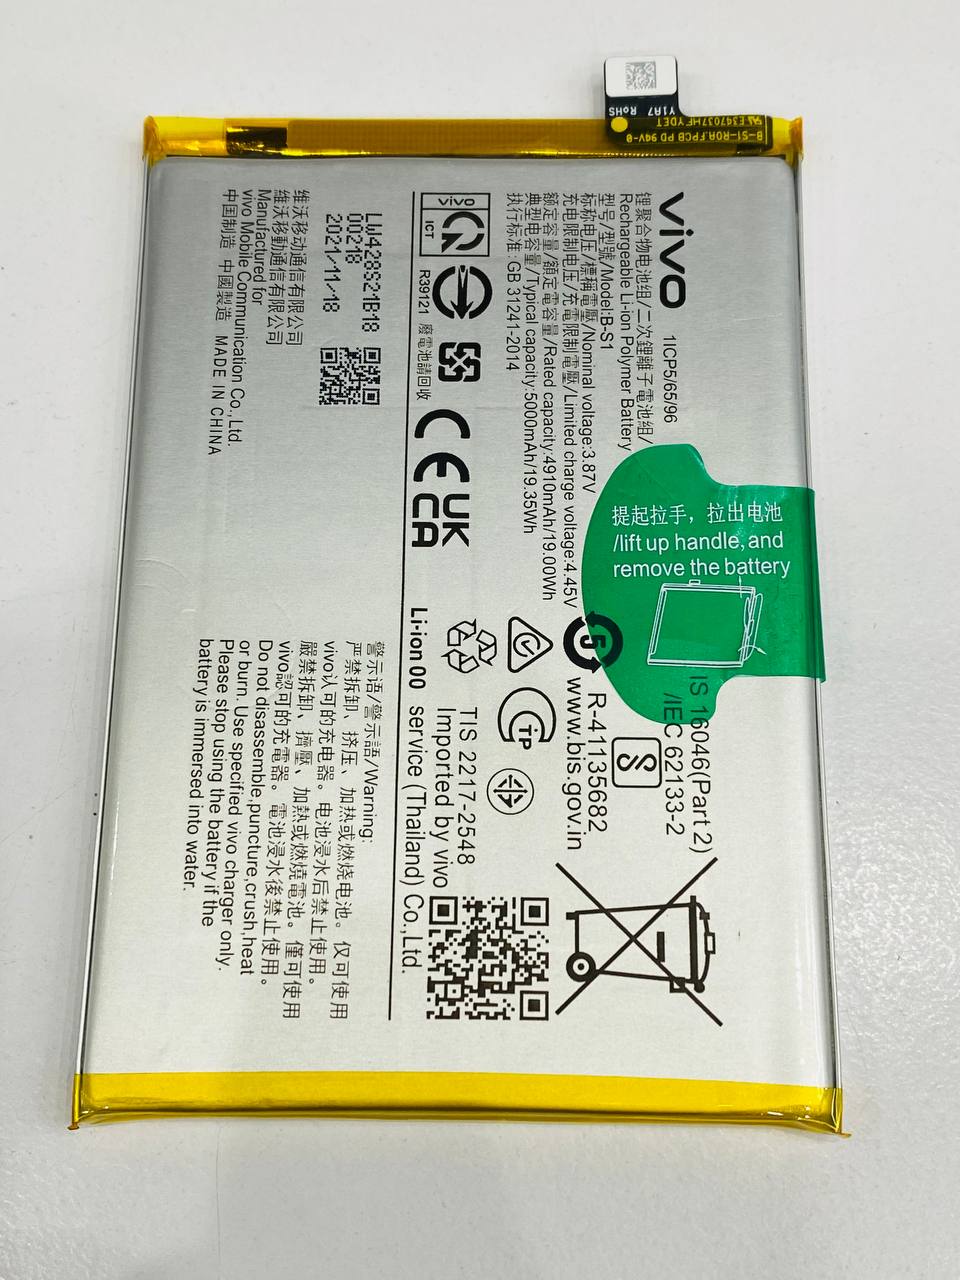 vivo
1ICP5/65/96
锂聚合物电池组/二次鋰離子電池組/
Rechargeable Li-ion Polymer Battery
型号/型號/Model:B-S1
标称电压/標稱電壓/Nominal voltage:3.87V
充电限制电压/充電限制電壓/Limited charge voltage:4.45V
额定容量/額定電容量/Rated capacity:4910mAh/19.00Wh
典型电容量/Typical capacity:5000mAh/19.35Wh
执行标准: GB 31241-2014
提起拉手，拉出电池
/lift up handle,and
remove the battery
IS 16046(Part 2)
/IEC 62133-2
R-41135682
www.bis.gov.in
5
TP
vivo
ICT
R39121
廢電池請回收
CE
UK
CA
Li-ion 00
TIS 2217-2548
Imported by vivo
service (Thailand) Co.,Ltd.
LW428S21B18
00218
2021/11/18
维沃移动通信有限公司
維沃移動通信有限公司
Manufactured for
vivo Mobile Communication Co., Ltd.
中国制造 中國製造 MADE IN CHINA
警示语/警示語/Warning:
严禁拆卸、挤压、加热或燃烧电池。仅可使用
vivo认可的充电器。电池浸水后禁止使用。
嚴禁拆卸、擠壓、加熱或燃燒電池。僅可使用
vivo認可的充電器。電池浸水後禁止使用。
Do not disassemble,puncture,crush,heat
or burn. Use specified vivo charger only.
Please stop using the battery if the
battery is immersed into water.
Y1A7 RoHS
E347037HFYDET
B-S1-ROA.FPCB PD 94V-0